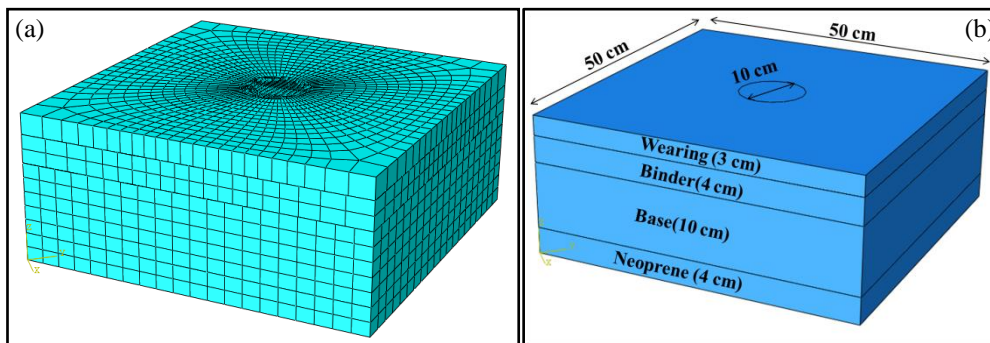 (a)
(b)
50 cm
50 cm
10 cm
Wearing (3 cm)
Binder(4 cm)
Base(10 cm)
Neoprene (4 cm)